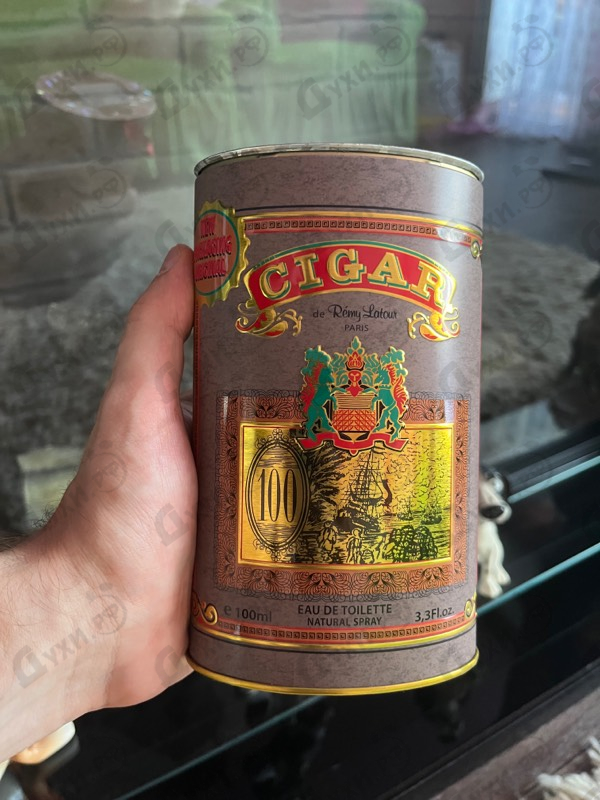 CIGAR
de Rémy Latour
PARIS
100
e 100ml
EAU DE TOILETTE
NATURAL SPRAY
3,3Fl.oz.
Духи.рф